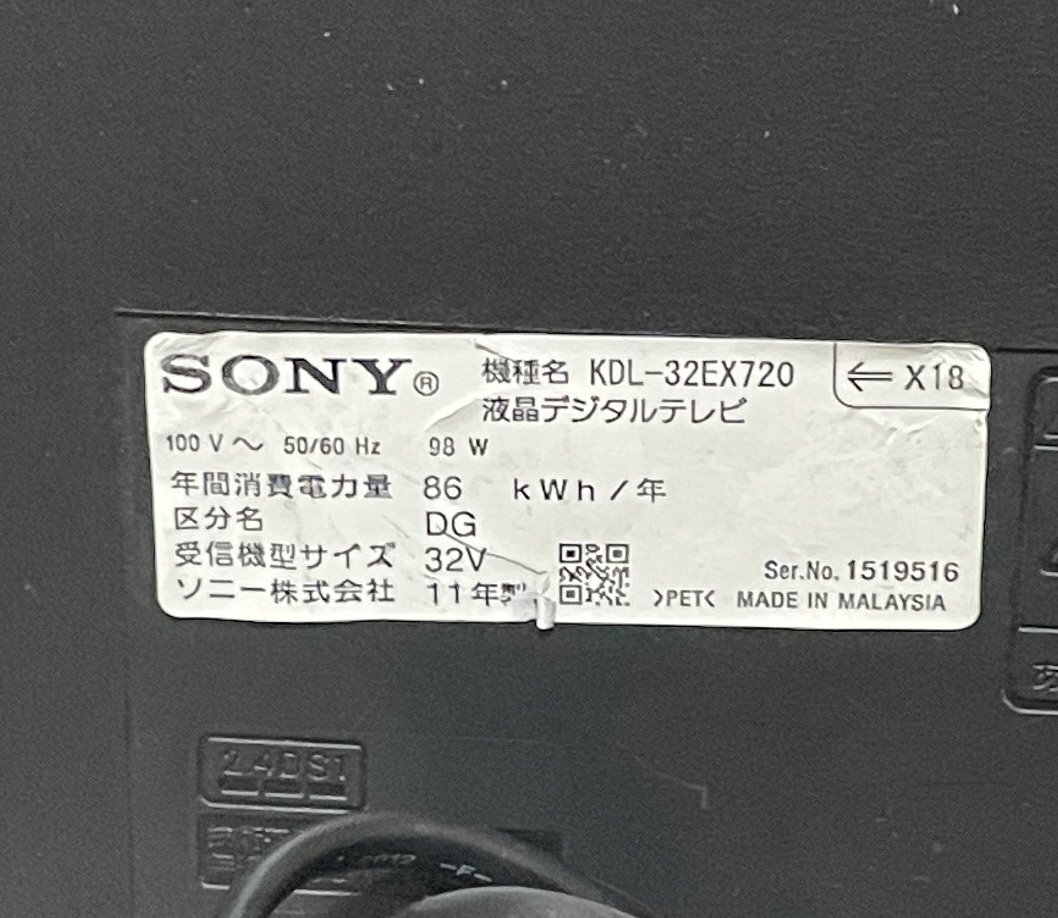 SONY® 機種名 KDL-32EX720 ⇐ X18
液晶デジタルテレビ
100 V ～ 50/60 Hz 98 W
年間消費電力量 86 kWh/年
区分名 DG
受信機型サイズ 32V
ソニー株式会社 11年製
Ser.No. 1519516
>PET< MADE IN MALAYSIA
2.4DS1
-F-